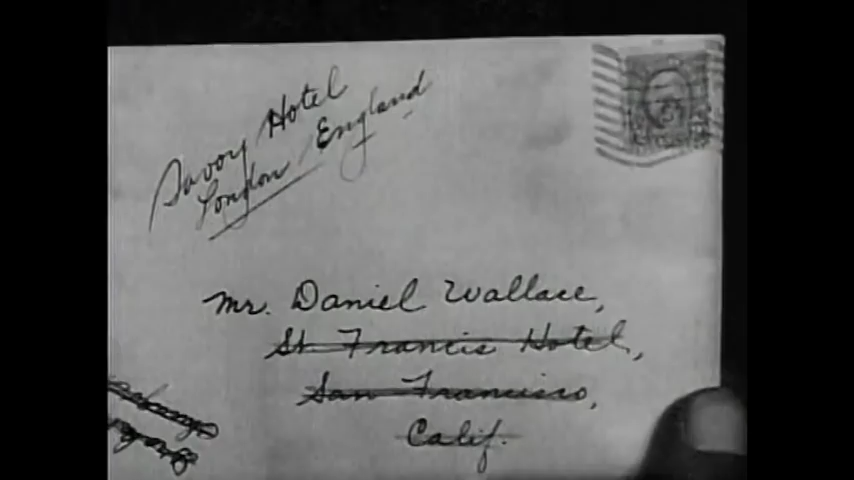 Savoy Hotel
London England
Mr. Daniel Wallace,
St. Francis Hotel,
San Francisco,
Calif.